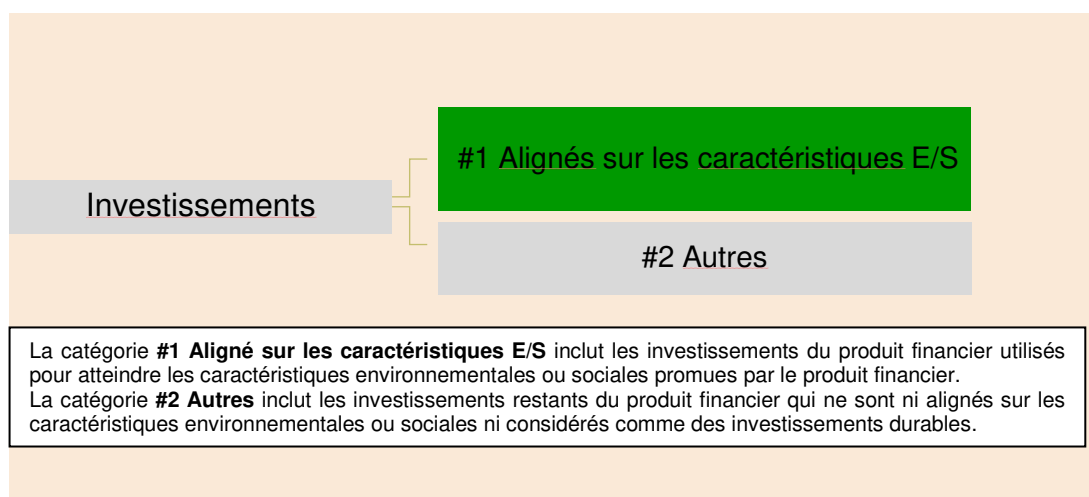 #1 Alignés sur les caractéristiques E/S
Investissements
#2 Autres
La catégorie #1 Aligné sur les caractéristiques E/S inclut les investissements du produit financier utilisés
pour atteindre les caractéristiques environnementales ou sociales promues par le produit financier.
La catégorie #2 Autres inclut les investissements restants du produit financier qui ne sont ni alignés sur les
caractéristiques environnementales ou sociales ni considérés comme des investissements durables.